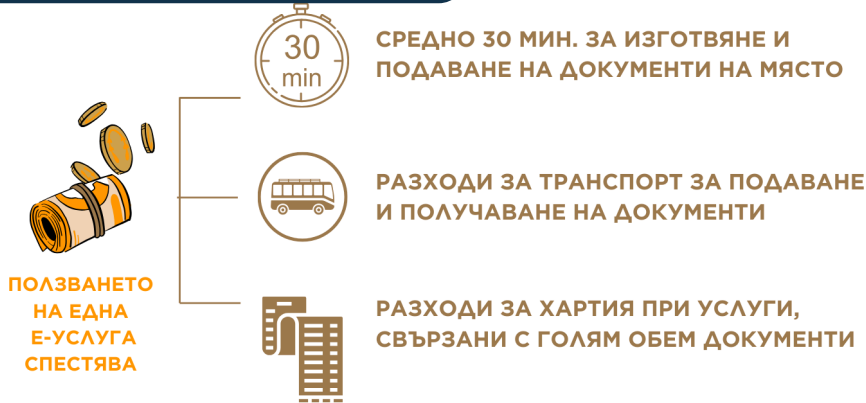 30
min
СРЕДНО 30 МИН. ЗА ИЗГОТВЯНЕ И
ПОДАВАНЕ НА ДОКУМЕНТИ НА МЯСТО
РАЗХОДИ ЗА ТРАНСПОРТ ЗА ПОДАВАНЕ
И ПОЛУЧАВАНЕ НА ДОКУМЕНТИ
ПОЛЗВАНЕТО
НА ЕДНА
Е-УСЛУГА
СПЕСТЯВА
РАЗХОДИ ЗА ХАРТИЯ ПРИ УСЛУГИ,
СВЪРЗАНИ С ГОЛЯМ ОБЕМ ДОКУМЕНТИ